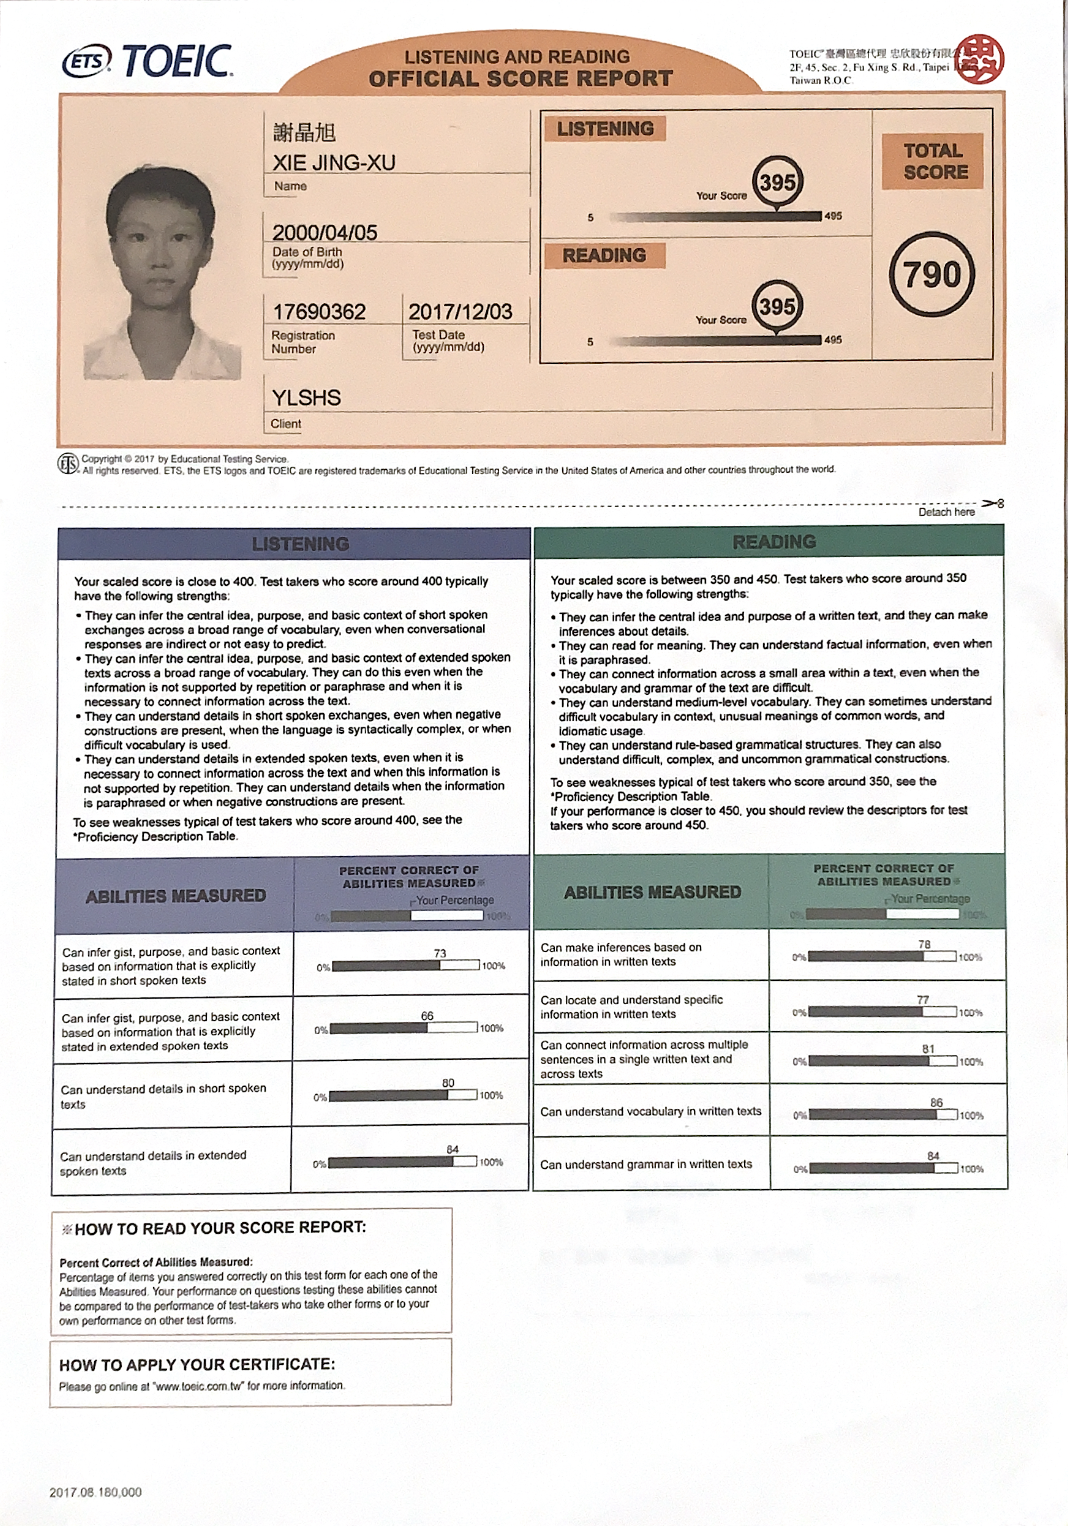 ETS® TOEIC®
LISTENING AND READING
OFFICIAL SCORE REPORT
TOEIC®臺灣區總代理 忠欣股份有限公
2F, 45, Sec. 2, Fu Xing S. Rd., Taipei
Taiwan R.O.C.
謝晶旭
XIE JING-XU
Name
2000/04/05
Date of Birth
(yyyy/mm/dd)
17690362
Registration
Number
2017/12/03
Test Date
(yyyy/mm/dd)
YLSHS
Client
LISTENING
Your Score 395
5 495
READING
Your Score 395
5 495
TOTAL
SCORE
790
ETS Copyright © 2017 by Educational Testing Service.
All rights reserved. ETS, the ETS logos and TOEIC are registered trademarks of Educational Testing Service in the United States of America and other countries throughout the world.
Detach here
LISTENING
Your scaled score is close to 400. Test takers who score around 400 typically
have the following strengths:
• They can infer the central idea, purpose, and basic context of short spoken
exchanges across a broad range of vocabulary, even when conversational
responses are indirect or not easy to predict.
• They can infer the central idea, purpose, and basic context of extended spoken
texts across a broad range of vocabulary. They can do this even when the
information is not supported by repetition or paraphrase and when it is
necessary to connect information across the text.
• They can understand details in short spoken exchanges, even when negative
constructions are present, when the language is syntactically complex, or when
difficult vocabulary is used.
• They can understand details in extended spoken texts, even when it is
necessary to connect information across the text and when this information is
not supported by repetition. They can understand details when the information
is paraphrased or when negative constructions are present.
To see weaknesses typical of test takers who score around 400, see the
*Proficiency Description Table.
READING
Your scaled score is between 350 and 450. Test takers who score around 350
typically have the following strengths:
• They can infer the central idea and purpose of a written text, and they can make
inferences about details.
• They can read for meaning. They can understand factual information, even when
it is paraphrased.
• They can connect information across a small area within a text, even when the
vocabulary and grammar of the text are difficult.
• They can understand medium-level vocabulary. They can sometimes understand
difficult vocabulary in context, unusual meanings of common words, and
idiomatic usage.
• They can understand rule-based grammatical structures. They can also
understand difficult, complex, and uncommon grammatical constructions.
To see weaknesses typical of test takers who score around 350, see the
*Proficiency Description Table.
If your performance is closer to 450, you should review the descriptors for test
takers who score around 450.
ABILITIES MEASURED
PERCENT CORRECT OF
ABILITIES MEASURED※
Your Percentage
0% 100%
Can infer gist, purpose, and basic context
based on information that is explicitly
stated in short spoken texts
73
0% 100%
Can infer gist, purpose, and basic context
based on information that is explicitly
stated in extended spoken texts
66
0% 100%
Can understand details in short spoken
texts
80
0% 100%
Can understand details in extended
spoken texts
84
0% 100%
ABILITIES MEASURED
PERCENT CORRECT OF
ABILITIES MEASURED※
Your Percentage
0% 100%
Can make inferences based on
information in written texts
78
0% 100%
Can locate and understand specific
information in written texts
77
0% 100%
Can connect information across multiple
sentences in a single written text and
across texts
81
0% 100%
Can understand vocabulary in written texts
86
0% 100%
Can understand grammar in written texts
84
0% 100%
※HOW TO READ YOUR SCORE REPORT:
Percent Correct of Abilities Measured:
Percentage of items you answered correctly on this test form for each one of the
Abilities Measured. Your performance on questions testing these abilities cannot
be compared to the performance of test-takers who take other forms or to your
own performance on other test forms.
HOW TO APPLY YOUR CERTIFICATE:
Please go online at "www.toeic.com.tw" for more information.
2017.08.180,000